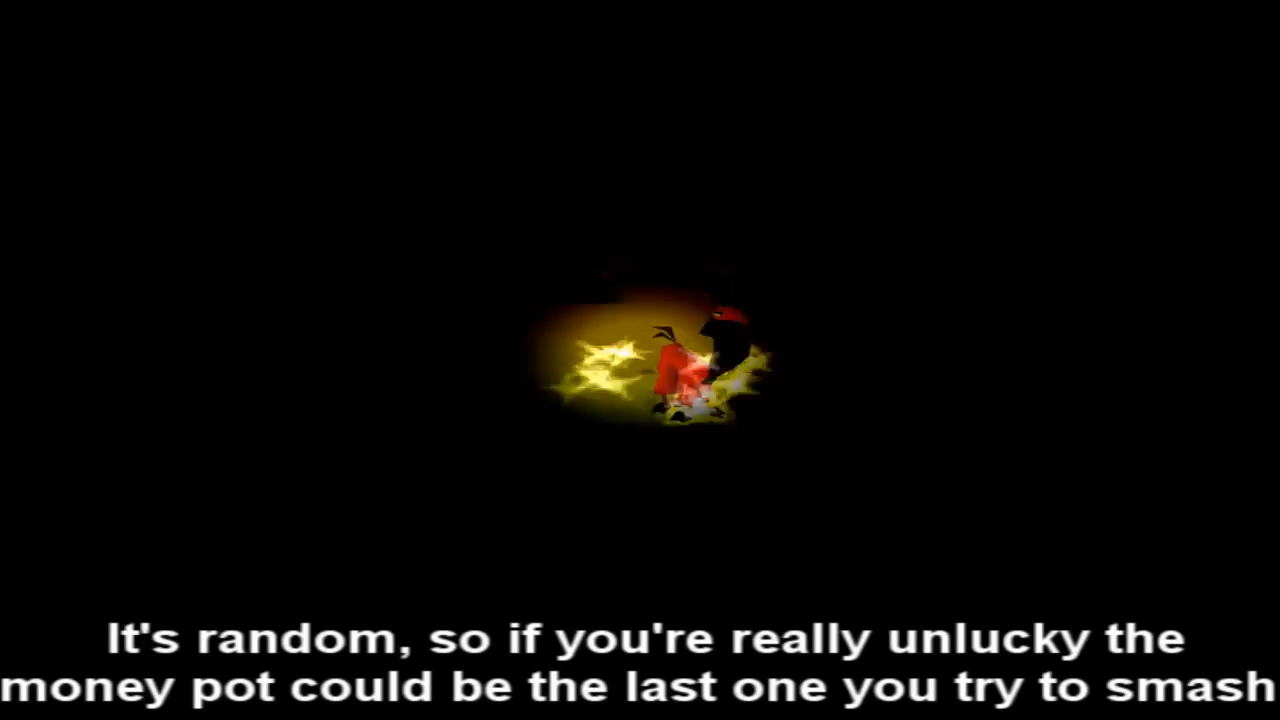 It's random, so if you're really unlucky the
money pot could be the last one you try to smash